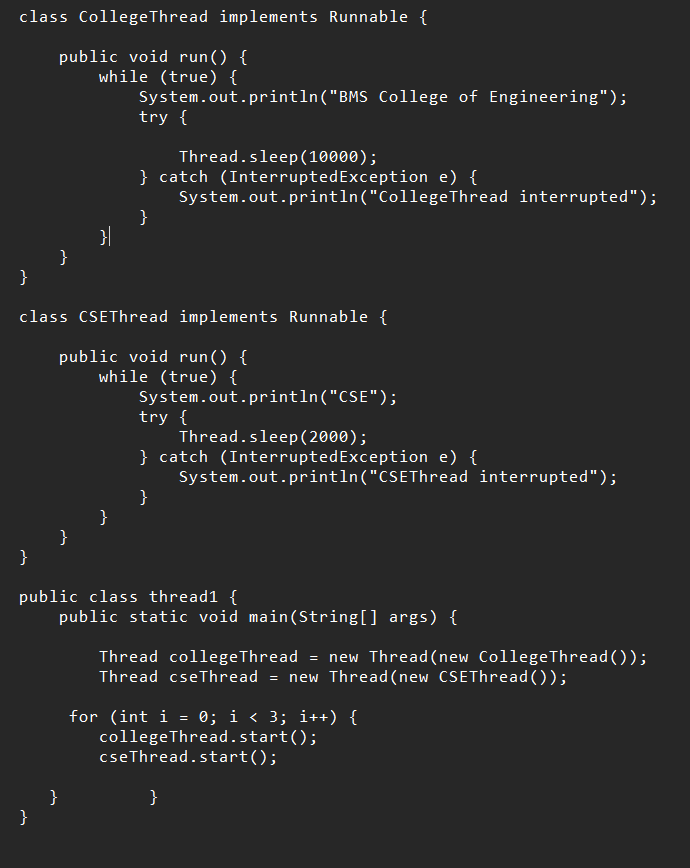 class CollegeThread implements Runnable {
    public void run() {
        while (true) {
            System.out.println("BMS College of Engineering");
            try {
                Thread.sleep(10000);
            } catch (InterruptedException e) {
                System.out.println("CollegeThread interrupted");
            }
        }
    }
}
class CSEThread implements Runnable {
    public void run() {
        while (true) {
            System.out.println("CSE");
            try {
                Thread.sleep(2000);
            } catch (InterruptedException e) {
                System.out.println("CSEThread interrupted");
            }
        }
    }
}
public class thread1 {
    public static void main(String[] args) {
        Thread collegeThread = new Thread(new CollegeThread());
        Thread cseThread = new Thread(new CSEThread());
     for (int i = 0; i < 3; i++) {
        collegeThread.start();
        cseThread.start();
   }         }
}